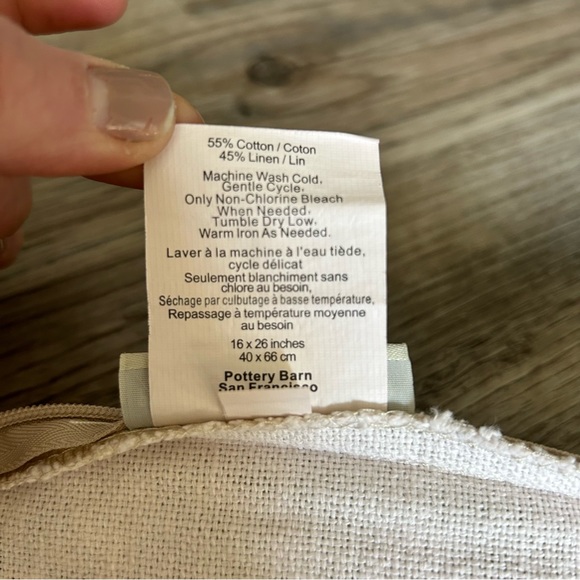 55% Cotton / Coton
45% Linen / Lin
Machine Wash Cold.
Gentle Cycle.
Only Non-Chlorine Bleach
When Needed.
Tumble Dry Low.
Warm Iron As Needed.
Laver à la machine à l'eau tiède,
cycle délicat
Seulement blanchiment sans
chlore au besoin,
Séchage par culbutage à basse température,
Repassage à température moyenne
au besoin
16 x 26 inches
40 x 66 cm
Pottery Barn
San Francisco